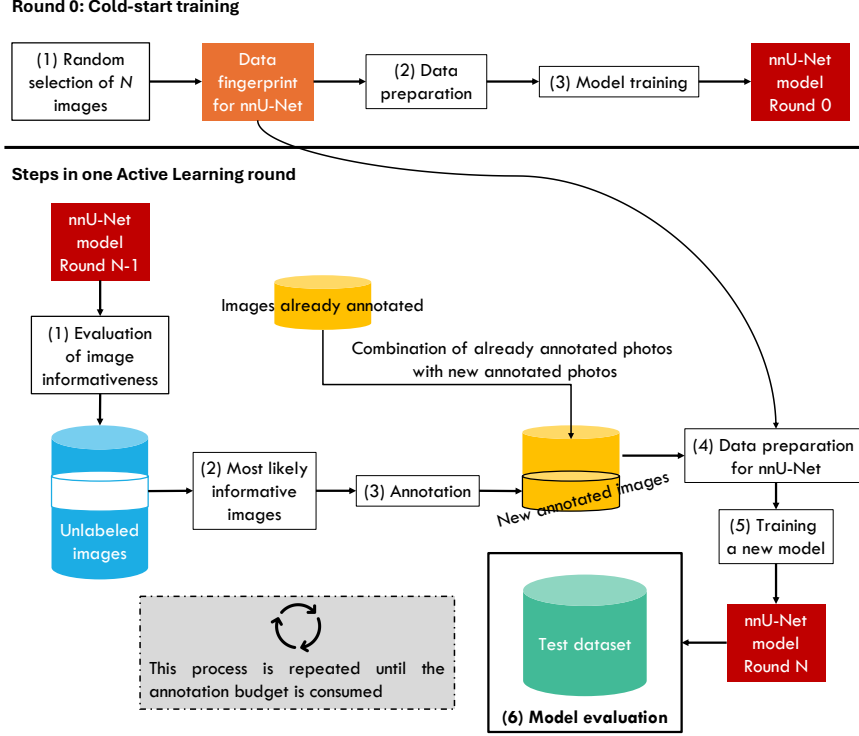 Round 0: Cold-start training
(1) Random
selection of N
images
Data
fingerprint
for nnU-Net
(2) Data
preparation
(3) Model training
nnU-Net
model
Round 0
Steps in one Active Learning round
nnU-Net
model
Round N-1
(1) Evaluation
of image
informativeness
Images already annotated
Combination of already annotated photos
with new annotated photos
Unlabeled
images
(2) Most likely
informative
images
(3) Annotation
New annotated images
(4) Data preparation
for nnU-Net
(5) Training
a new model
nnU-Net
model
Round N
Test dataset
(6) Model evaluation
This process is repeated until the
annotation budget is consumed